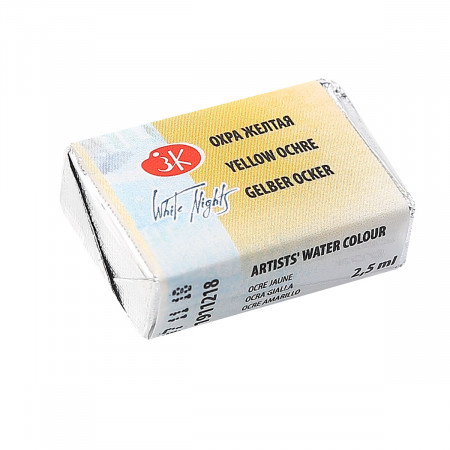 ОХРА ЖЕЛТАЯ
YELLOW OCHRE
GELBER OCKER
ЗК
White Nights
ARTISTS' WATER COLOUR
OCRE JAUNE
OCRA GIALLA
OCRE AMARILLO
2,5 ml
1911218